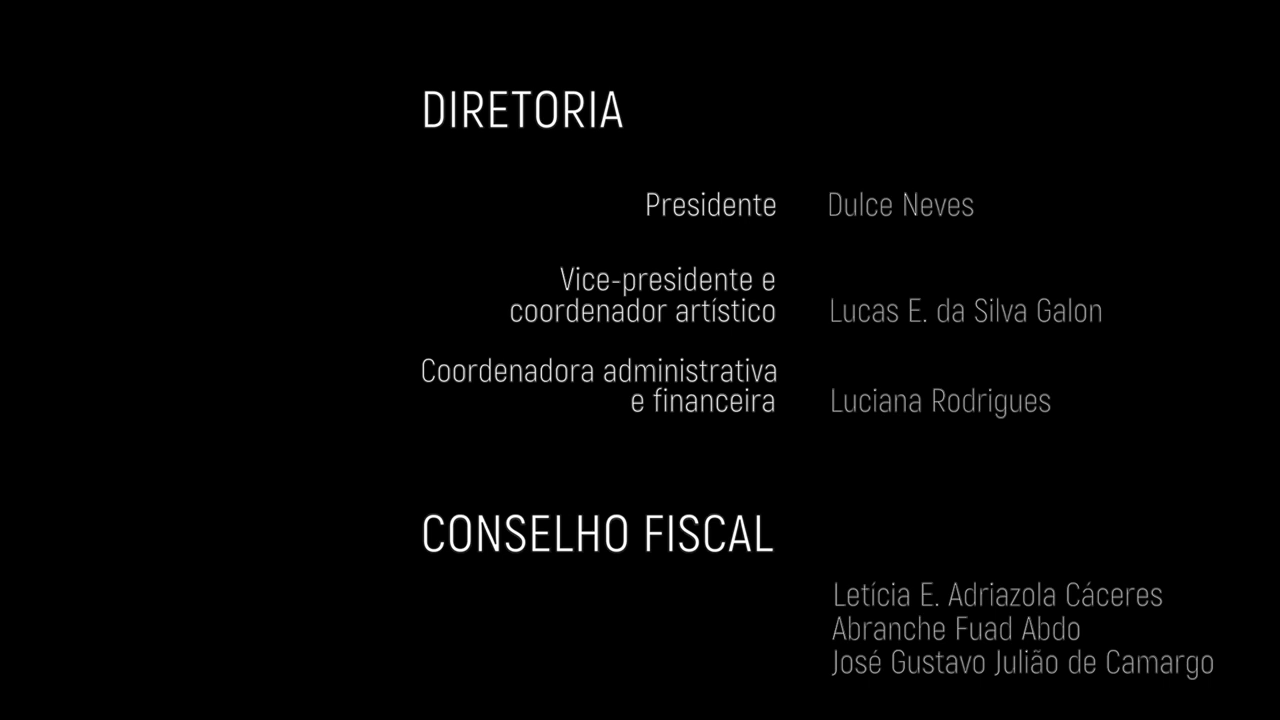 DIRETORIA
Presidente Dulce Neves
Vice-presidente e
coordenador artístico Lucas E. da Silva Galon
Coordenadora administrativa
e financeira Luciana Rodrigues
CONSELHO FISCAL
Letícia E. Adriazola Cáceres
Abranche Fuad Abdo
José Gustavo Julião de Camargo